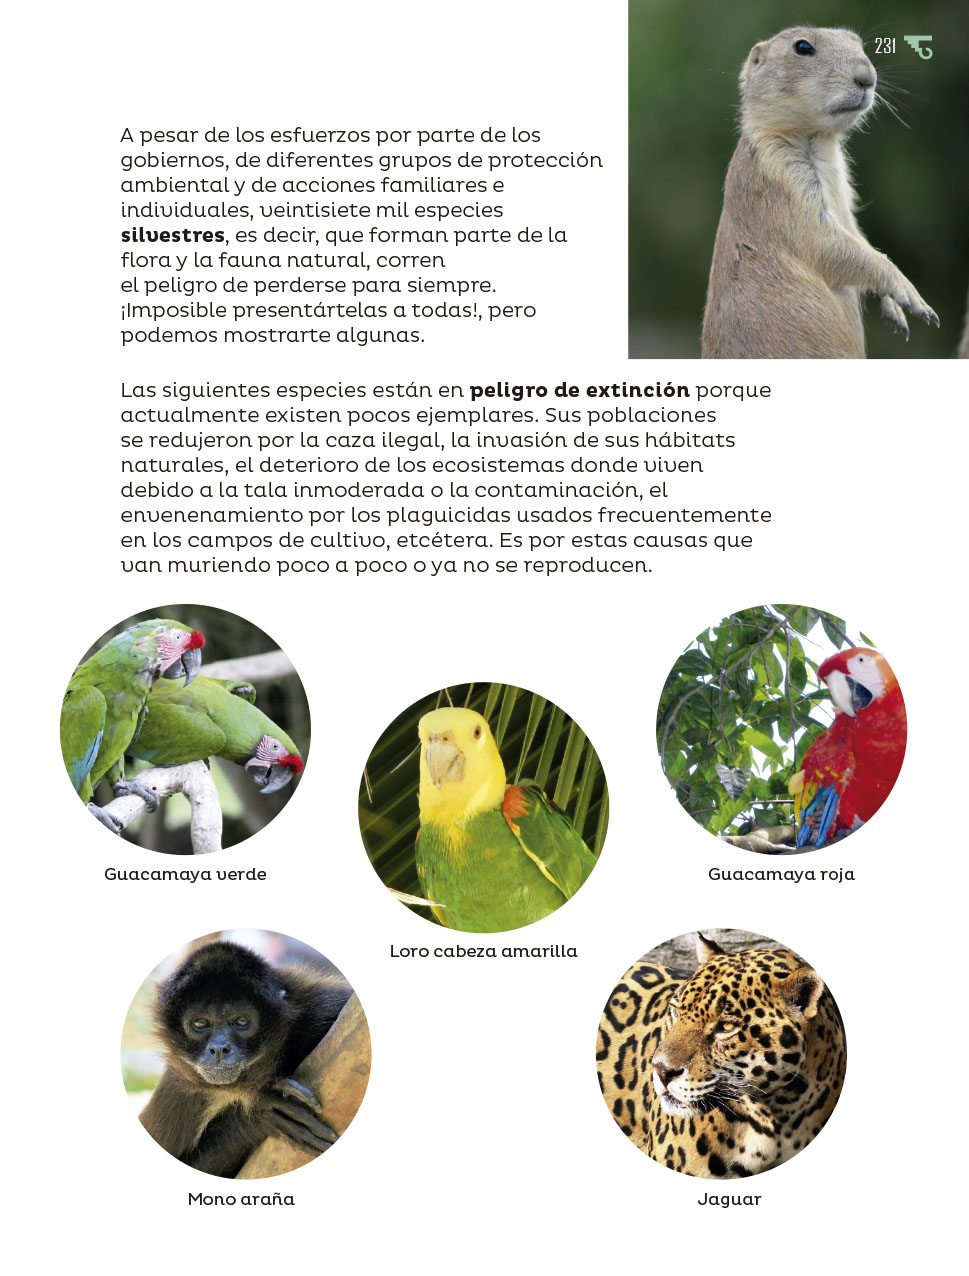 231
A pesar de los esfuerzos por parte de los
gobiernos, de diferentes grupos de protección
ambiental y de acciones familiares e
individuales, veintisiete mil especies
silvestres, es decir, que forman parte de la
flora y la fauna natural, corren
el peligro de perderse para siempre.
¡Imposible presentártelas a todas!, pero
podemos mostrarte algunas.
Las siguientes especies están en peligro de extinción porque
actualmente existen pocos ejemplares. Sus poblaciones
se redujeron por la caza ilegal, la invasión de sus hábitats
naturales, el deterioro de los ecosistemas donde viven
debido a la tala inmoderada o la contaminación, el
envenenamiento por los plaguicidas usados frecuentemente
en los campos de cultivo, etcétera. Es por estas causas que
van muriendo poco a poco o ya no se reproducen.
Guacamaya verde
Guacamaya roja
Loro cabeza amarilla
Mono araña
Jaguar